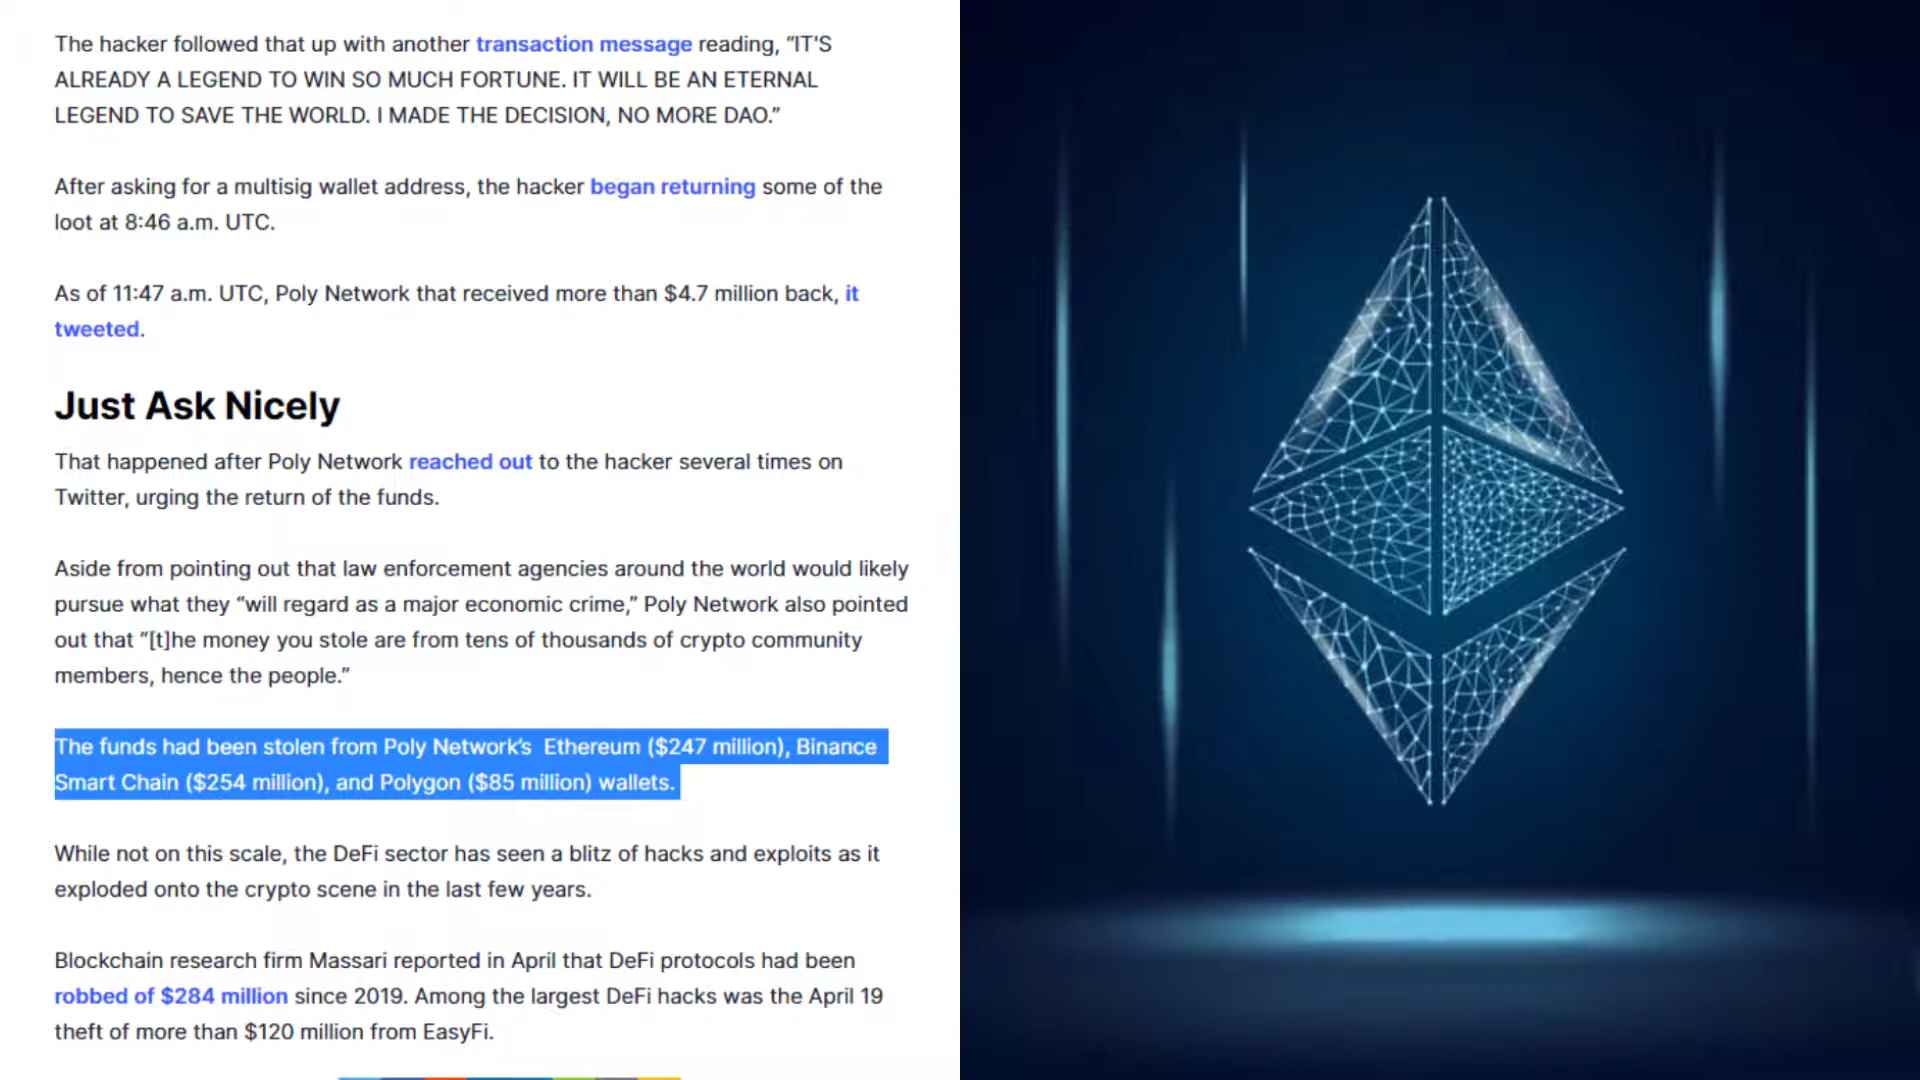 The hacker followed that up with another transaction message reading, “IT'S
ALREADY A LEGEND TO WIN SO MUCH FORTUNE. IT WILL BE AN ETERNAL
LEGEND TO SAVE THE WORLD. I MADE THE DECISION, NO MORE DAO.”
After asking for a multisig wallet address, the hacker began returning some of the
loot at 8:46 a.m. UTC.
As of 11:47 a.m. UTC, Poly Network that received more than $4.7 million back, it
tweeted.
Just Ask Nicely
That happened after Poly Network reached out to the hacker several times on
Twitter, urging the return of the funds.
Aside from pointing out that law enforcement agencies around the world would likely
pursue what they “will regard as a major economic crime,” Poly Network also pointed
out that “[t]he money you stole are from tens of thousands of crypto community
members, hence the people.”
The funds had been stolen from Poly Network’s Ethereum ($247 million), Binance
Smart Chain ($254 million), and Polygon ($85 million) wallets.
While not on this scale, the DeFi sector has seen a blitz of hacks and exploits as it
exploded onto the crypto scene in the last few years.
Blockchain research firm Massari reported in April that DeFi protocols had been
robbed of $284 million since 2019. Among the largest DeFi hacks was the April 19
theft of more than $120 million from EasyFi.